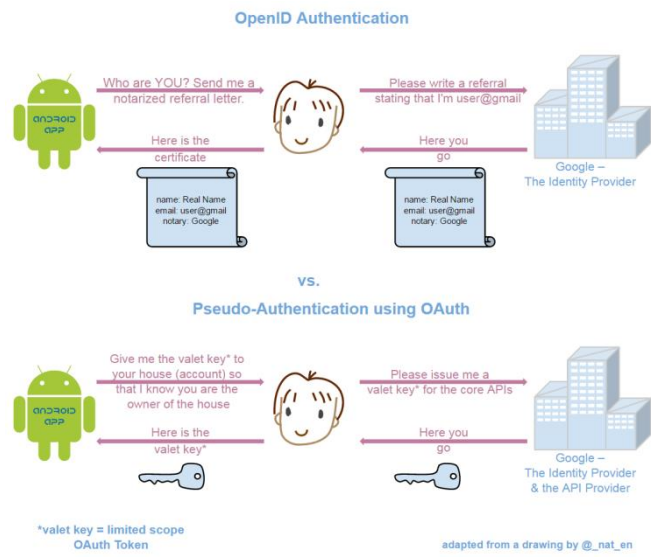 OpenID Authentication
Who are YOU? Send me a
notarized referral letter.
Please write a referral
stating that I'm user@gmail
ANDROID
APP
Here is the
certificate
Here you
go
Google –
The Identity Provider
name: Real Name
email: user@gmail
notary: Google
name: Real Name
email: user@gmail
notary: Google
vs.
Pseudo-Authentication using OAuth
Give me the valet key* to
your house (account) so
that I know you are the
owner of the house
Please issue me a
valet key* for the core APIs
ANDROID
APP
Here is the
valet key*
Here you
go
Google –
The Identity Provider
& the API Provider
*valet key = limited scope
OAuth Token
adapted from a drawing by @_nat_en